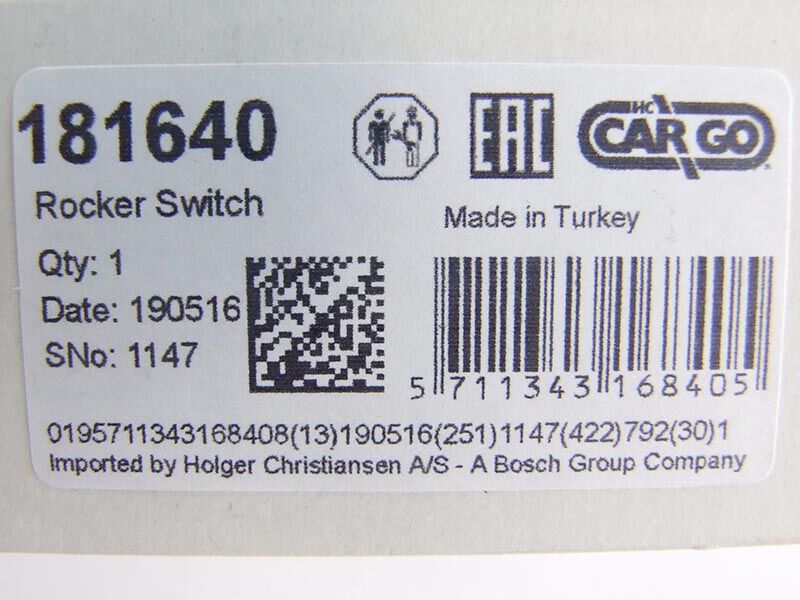 181640
EAC
HC
CARGO
Rocker Switch
Made in Turkey
Qty: 1
Date: 190516
SNo: 1147
5 711343 168405
0195711343168408(13)190516(251)1147(422)792(30)1
Imported by Holger Christiansen A/S - A Bosch Group Company